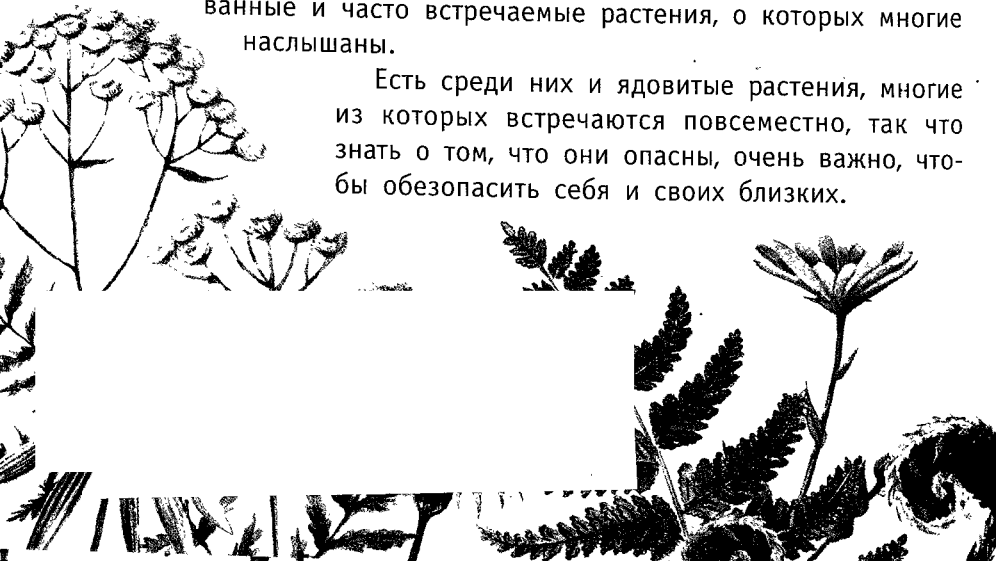 ванные и часто встречаемые растения, о которых многие
наслышаны.
Есть среди них и ядовитые растения, многие
из которых встречаются повсеместно, так что
знать о том, что они опасны, очень важно, что-
бы обезопасить себя и своих близких.